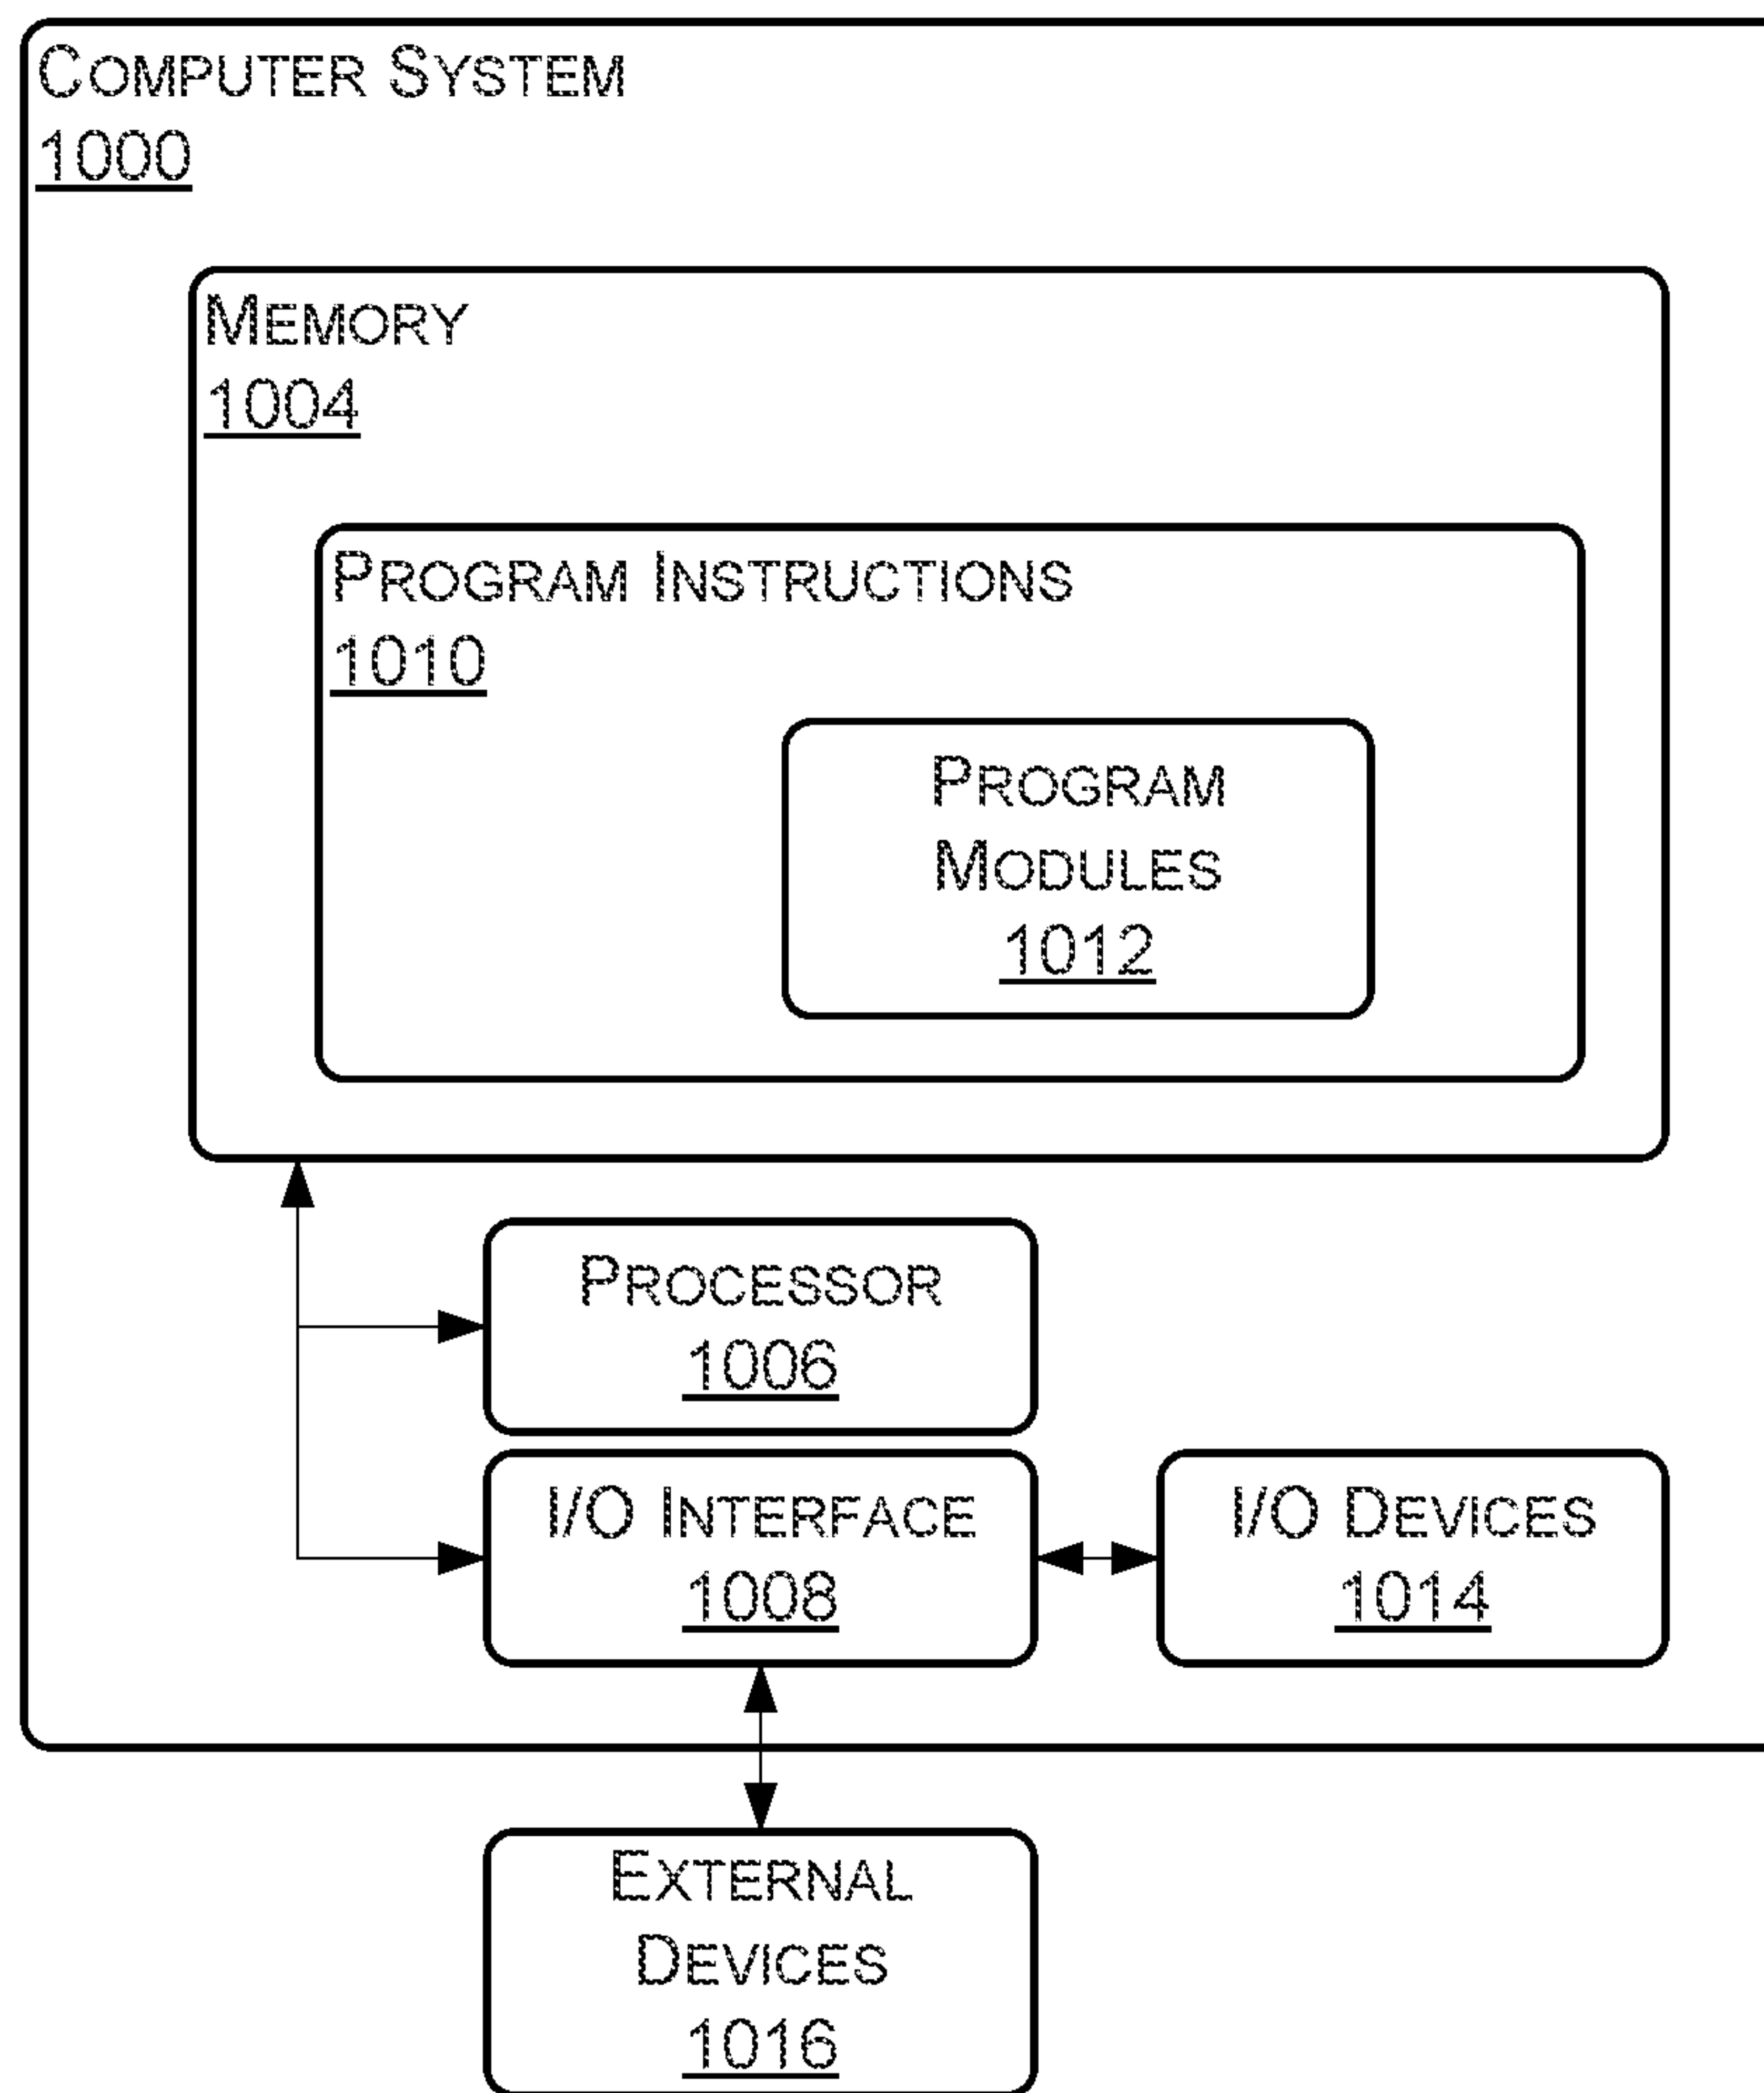 COMPUTER SYSTEM
1000
MEMORY
1004
PROGRAM INSTRUCTIONS
1010
PROGRAM
MODULES
1012
PROCESSOR
1006
I/O INTERFACE
1008
I/O DEVICES
1014
EXTERNAL
DEVICES
1016